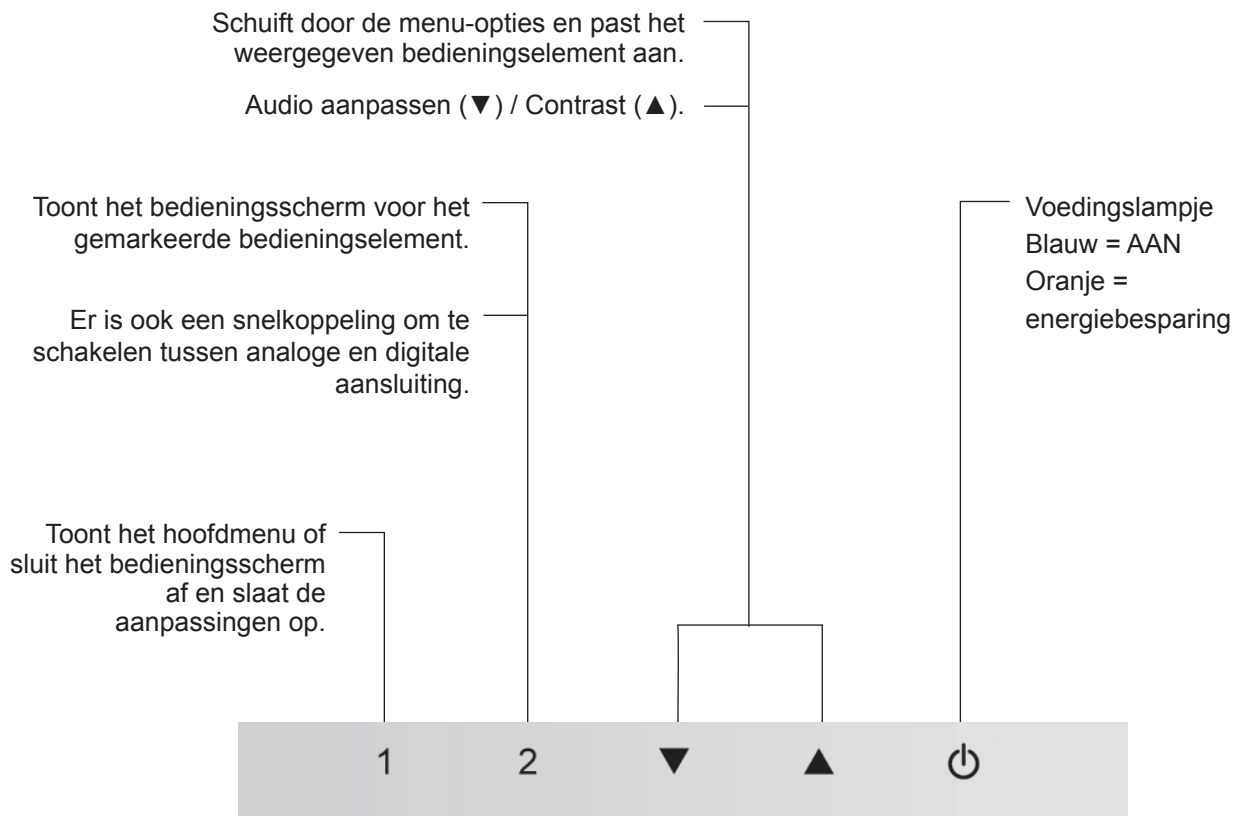 Schuift door de menu-opties en past het
weergegeven bedieningselement aan.
Audio aanpassen (▼) / Contrast (▲).
Toont het bedieningsscherm voor het
gemarkeerde bedieningselement.
Er is ook een snelkoppeling om te
schakelen tussen analoge en digitale
aansluiting.
Voedingslampje
Blauw = AAN
Oranje =
energiebesparing
Toont het hoofdmenu of
sluit het bedieningsscherm
af en slaat de
aanpassingen op.
1 2 ▼ ▲ ⏻